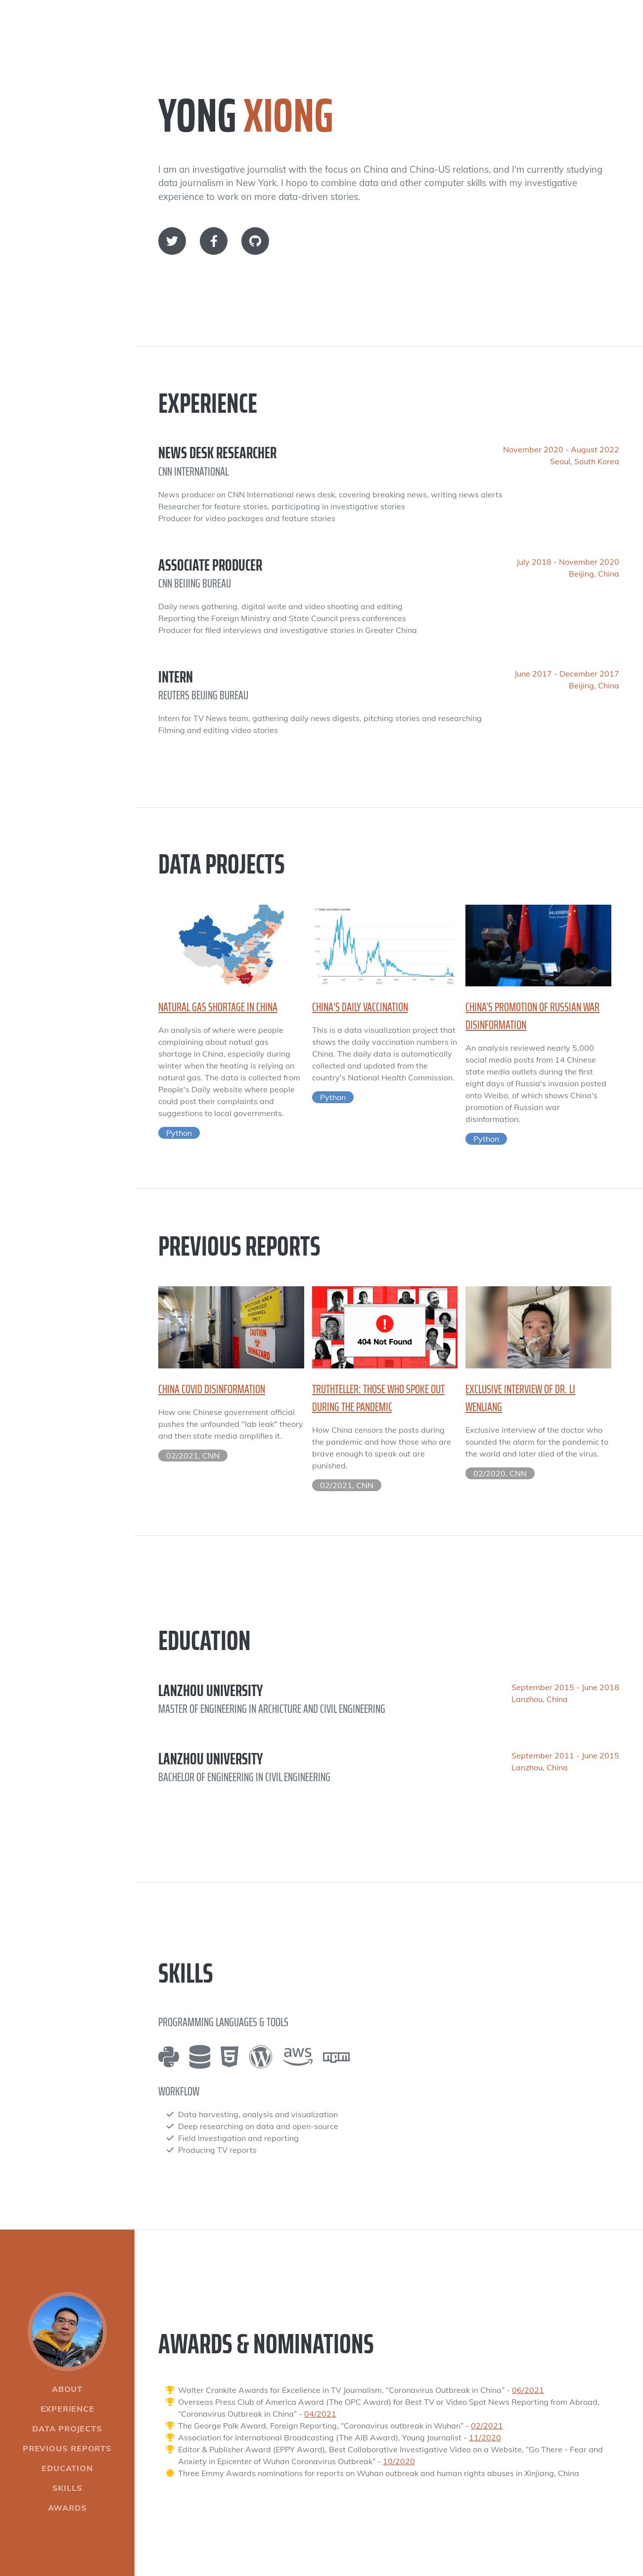 YONG XIONG
I am an investigative journalist with the focus on China and China-US relations, and I'm currently studying
data journalism in New York. I hopo to combine data and other computer skills with my investigative
experience to work on more data-driven stories.
EXPERIENCE
NEWS DESK RESEARCHER
November 2020 - August 2022
CNN INTERNATIONAL
Seoul, South Korea
News producer on CNN International news desk, covering breaking news, writing news alerts
Researcher for feature stories, participating in investigative stories
Producer for video packages and feature stories
ASSOCIATE PRODUCER
July 2018 - November 2020
CNN BEIJING BUREAU
Beijing, China
Daily news gathering, digital write and video shooting and editing
Reporting the Foreign Ministry and State Council press conferences
Producer for filed interviews and investigative stories in Greater China
INTERN
June 2017 - December 2017
REUTERS BEIJING BUREAU
Beijing, China
Intern for TV News team, gathering daily news digests, pitching stories and researching
Filming and editing video stories
DATA PROJECTS
Daily vaccination number
NATURAL GAS SHORTAGE IN CHINA
An analysis of where were people
complaining about natual gas
shortage in China, especially during
winter when the heating is relying on
natural gas. The data is collected from
People's Daily website where people
could post their complaints and
suggestions to local governments.
Python
CHINA'S DAILY VACCINATION
This is a data visualization project that
shows the daily vaccination numbers in
China. The daily data is automatically
collected and updated from the
country's National Health Commission.
Python
CHINA'S PROMOTION OF RUSSIAN WAR
DISINFORMATION
An analysis reviewed nearly 5,000
social media posts from 14 Chinese
state media outlets during the first
eight days of Russia's invasion posted
onto Weibo, of which shows China's
promotion of Russian war
disinformation.
Python
PREVIOUS REPORTS
AUTHORIZED
PERSONNEL
ONLY
CAUTION
BIOHAZARD
CHINA COVID DISINFORMATION
How one Chinese government official
pushes the unfounded "lab leak" theory
and then state media amplifies it.
02/2021, CNN
!
404 Not Found
TRUTHTELLER: THOSE WHO SPOKE OUT
DURING THE PANDEMIC
How China censors the posts during
the pandemic and how those who are
brave enough to speak out are
punished.
02/2021, CNN
EXCLUSIVE INTERVIEW OF DR. LI
WENLIANG
Exclusive interview of the doctor who
sounded the alarm for the pandemic to
the world and later died of the virus.
02/2020, CNN
EDUCATION
LANZHOU UNIVERSITY
September 2015 - June 2018
MASTER OF ENGINEERING IN ARCHICTURE AND CIVIL ENGINEERING
Lanzhou, China
LANZHOU UNIVERSITY
September 2011 - June 2015
BACHELOR OF ENGINEERING IN CIVIL ENGINEERING
Lanzhou, China
SKILLS
PROGRAMMING LANGUAGES & TOOLS
5
W
aws
npm
WORKFLOW
Data harvesting, analysis and visualization
Deep researching on data and open-source
Field investigation and reporting
Producing TV reports
ABOUT
EXPERIENCE
DATA PROJECTS
PREVIOUS REPORTS
EDUCATION
SKILLS
AWARDS
AWARDS & NOMINATIONS
Walter Cronkite Awards for Excellence in TV Journalism, “Coronavirus Outbreak in China” - 06/2021
Overseas Press Club of America Award (The OPC Award) for Best TV or Video Spot News Reporting from Abroad,
“Coronavirus Outbreak in China” - 04/2021
The George Polk Award, Foreign Reporting, “Coronavirus outbreak in Wuhan” - 02/2021
Association for International Broadcasting (The AIB Award), Young Journalist - 11/2020
Editor & Publisher Award (EPPY Award), Best Collaborative Investigative Video on a Website, “Go There - Fear and
Anxiety in Epicenter of Wuhan Coronavirus Outbreak” - 10/2020
Three Emmy Awards nominations for reports on Wuhan outbreak and human rights abuses in Xinjiang, China